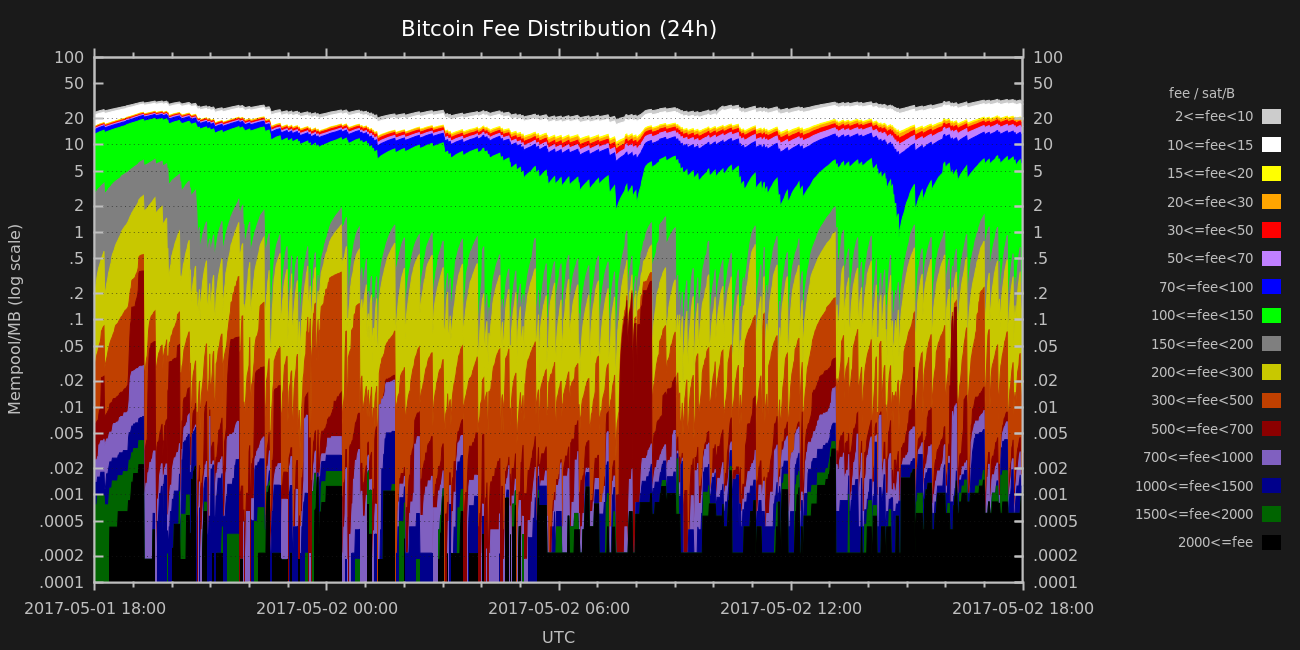 Bitcoin Fee Distribution (24h)
Mempool/MB (log scale)
100
50
20
10
5
2
1
.5
.2
.1
.05
.02
.01
.005
.002
.001
.0005
.0002
.0001
100
50
20
10
5
2
1
.5
.2
.1
.05
.02
.01
.005
.002
.001
.0005
.0002
.0001
2017-05-01 18:00
2017-05-02 00:00
2017-05-02 06:00
2017-05-02 12:00
2017-05-02 18:00
UTC
fee / sat/B
2<=fee<10
10<=fee<15
15<=fee<20
20<=fee<30
30<=fee<50
50<=fee<70
70<=fee<100
100<=fee<150
150<=fee<200
200<=fee<300
300<=fee<500
500<=fee<700
700<=fee<1000
1000<=fee<1500
1500<=fee<2000
2000<=fee